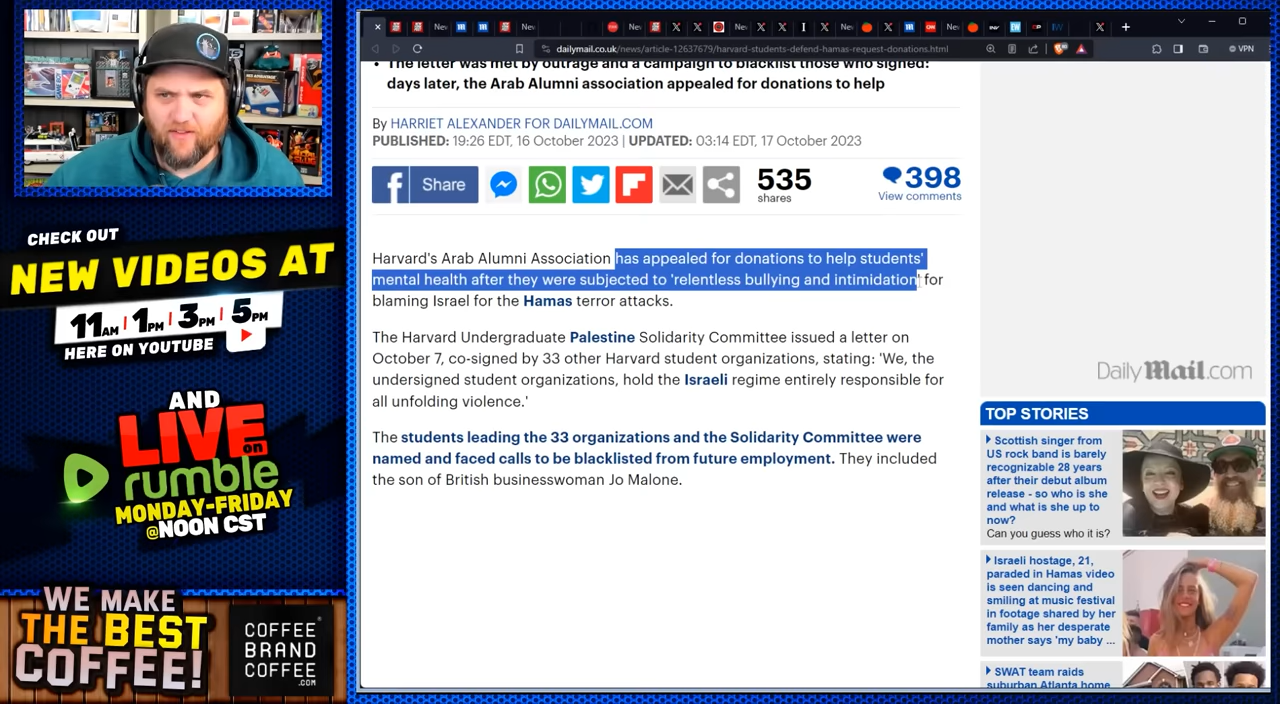 CHECK OUT
NEW VIDEOS AT
11AM | 1PM | 3PM | 5PM
HERE ON YOUTUBE
AND
LIVE on
rumble
MONDAY-FRIDAY
@NOON CST
WE MAKE
THE BEST
COFFEE!
COFFEE
BRAND
COFFEE
.COM
dailymail.co.uk/news/article-12637679/harvard-students-defend-hamas-request-donations.html
VPN
• The letter was met by outrage and a campaign to blacklist those who signed:
days later, the Arab Alumni association appealed for donations to help
By HARRIET ALEXANDER FOR DAILYMAIL.COM
PUBLISHED: 19:26 EDT, 16 October 2023 | UPDATED: 03:14 EDT, 17 October 2023
Share
535
shares
398
View comments
Harvard's Arab Alumni Association has appealed for donations to help students'
mental health after they were subjected to 'relentless bullying and intimidation' for
blaming Israel for the Hamas terror attacks.
The Harvard Undergraduate Palestine Solidarity Committee issued a letter on
October 7, co-signed by 33 other Harvard student organizations, stating: 'We, the
undersigned student organizations, hold the Israeli regime entirely responsible for
all unfolding violence.'
The students leading the 33 organizations and the Solidarity Committee were
named and faced calls to be blacklisted from future employment. They included
the son of British businesswoman Jo Malone.
Daily Mail.com
TOP STORIES
Scottish singer from
US rock band is barely
recognizable 28 years
after their debut album
release - so who is she
and what is she up to
now?
Can you guess who it is?
Israeli hostage, 21,
paraded in Hamas video
is seen dancing and
smiling at music festival
in footage shared by her
family as her desperate
mother says 'my baby ...
SWAT team raids
suburban Atlanta home